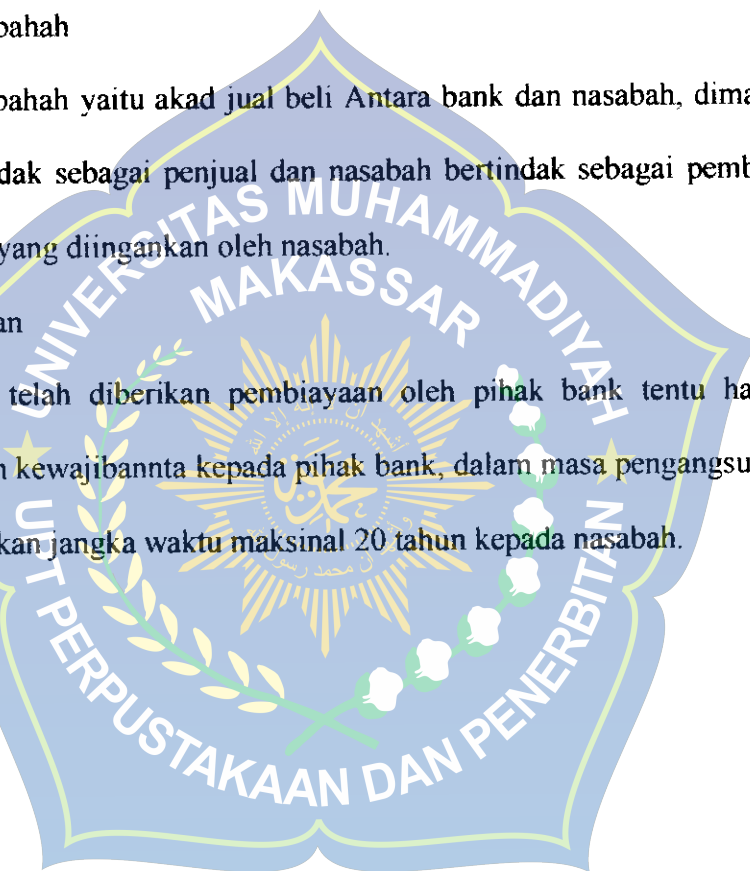 bahah
bahah yaitu akad jual beli Antara bank dan nasabah, dima
dak sebagai penjual dan nasabah bertindak sebagai pemb
yang diingankan oleh nasabah.
an
telah diberikan pembiayaan oleh pihak bank tentu ha
n kewajibannta kepada pihak bank, dalam masa pengangsu
kan jangka waktu maksinal 20 tahun kepada nasabah.
UNIVERSITAS MUHAMMADIYAH
MAKASSAR
UPT PERPUSTAKAAN DAN PENERBITAN